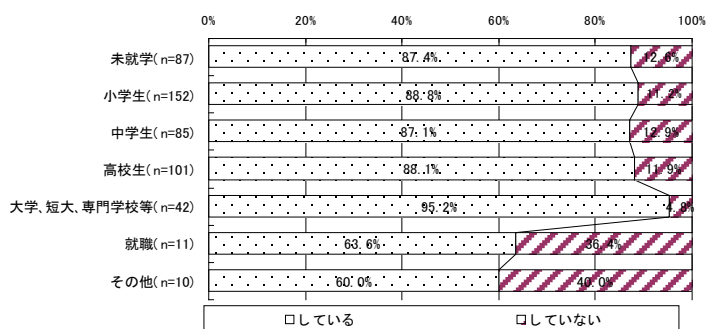 0% 20% 40% 60% 80% 100%
未就学(n=87) 87.4% 12.6%
小学生(n=152) 88.8% 11.2%
中学生(n=85) 87.1% 12.9%
高校生(n=101) 88.1% 11.9%
大学、短大、専門学校等(n=42) 95.2% 4.8%
就職(n=11) 63.6% 36.4%
その他(n=10) 60.0% 40.0%
している していない